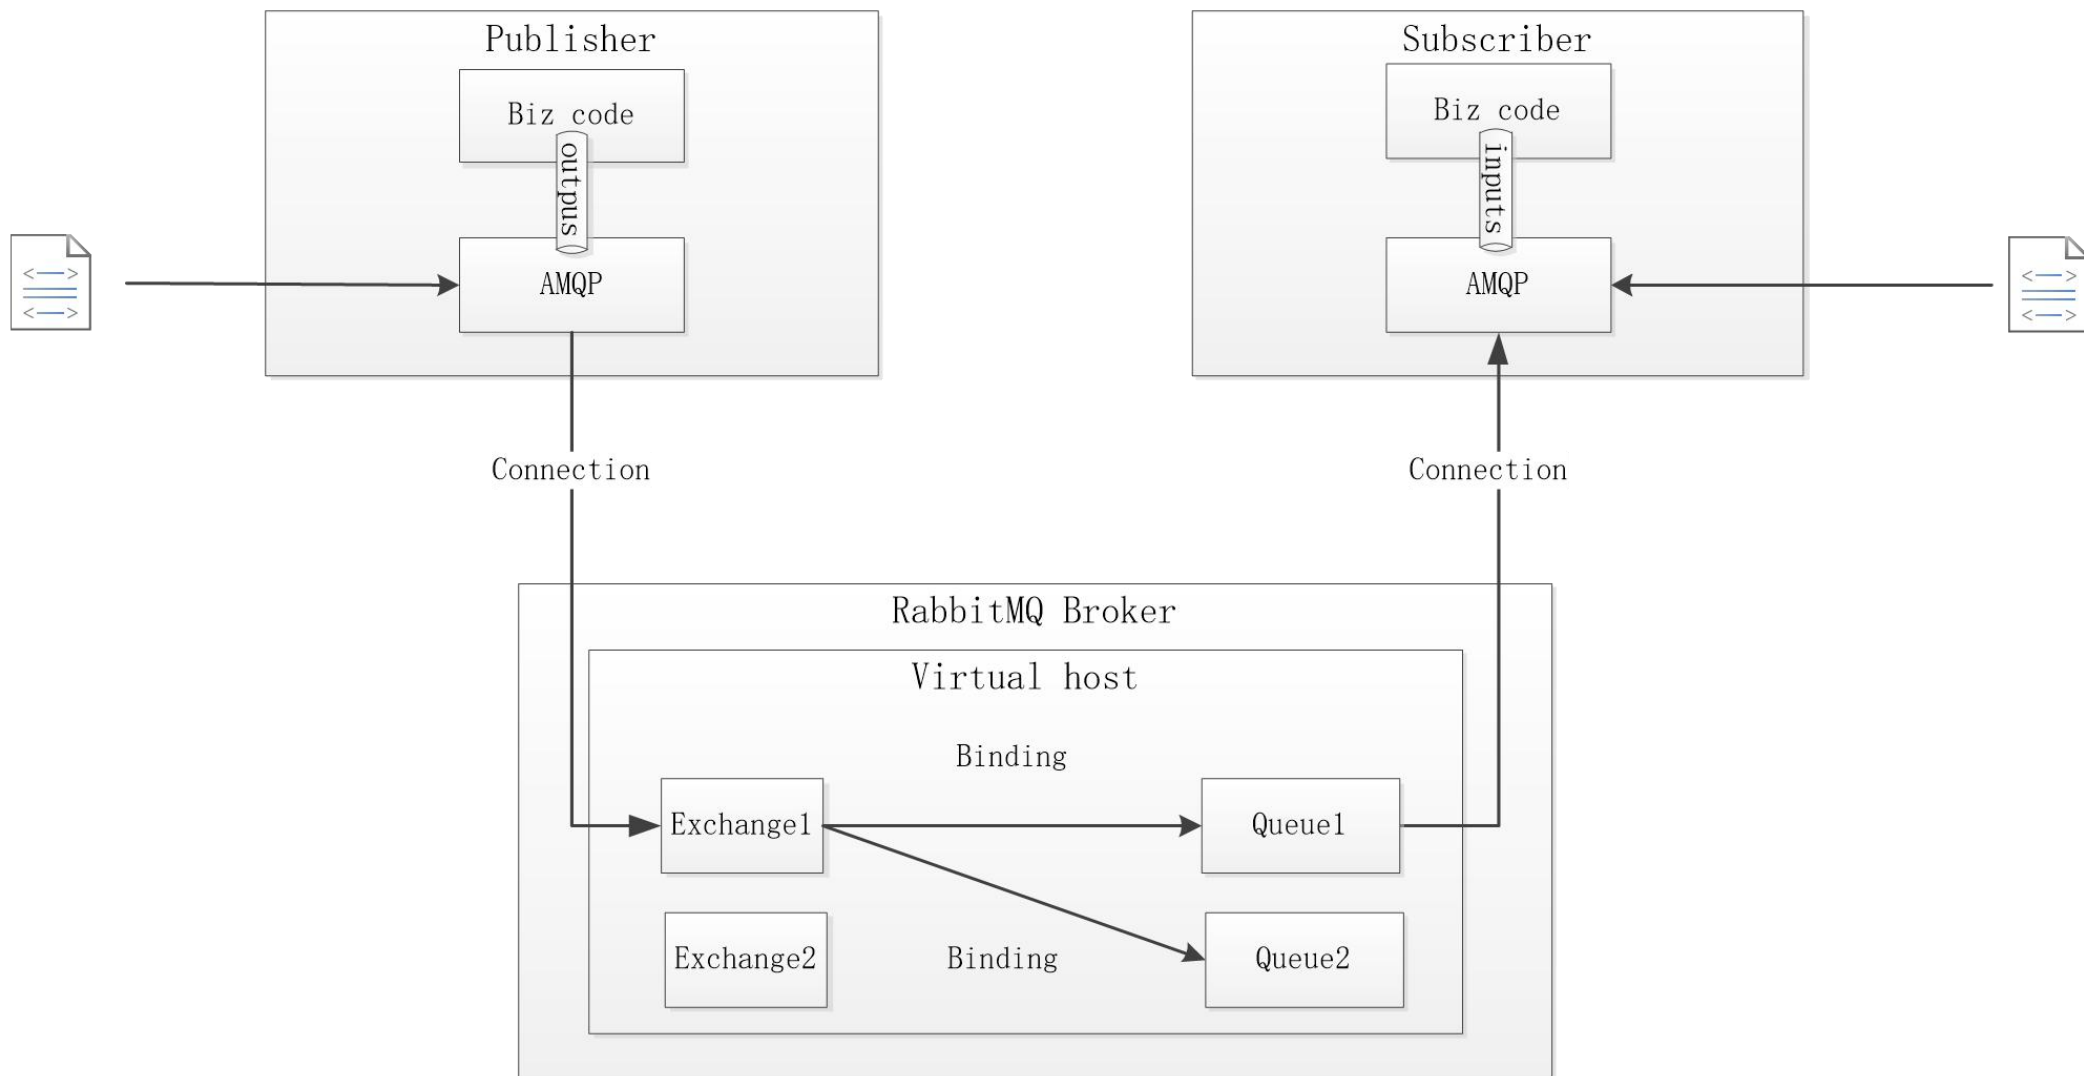 Publisher
Biz code
outpus
AMQP
Subscriber
Biz code
inputs
AMQP
Connection
Connection
RabbitMQ Broker
Virtual host
Binding
Exchange1
Queue1
Exchange2
Binding
Queue2